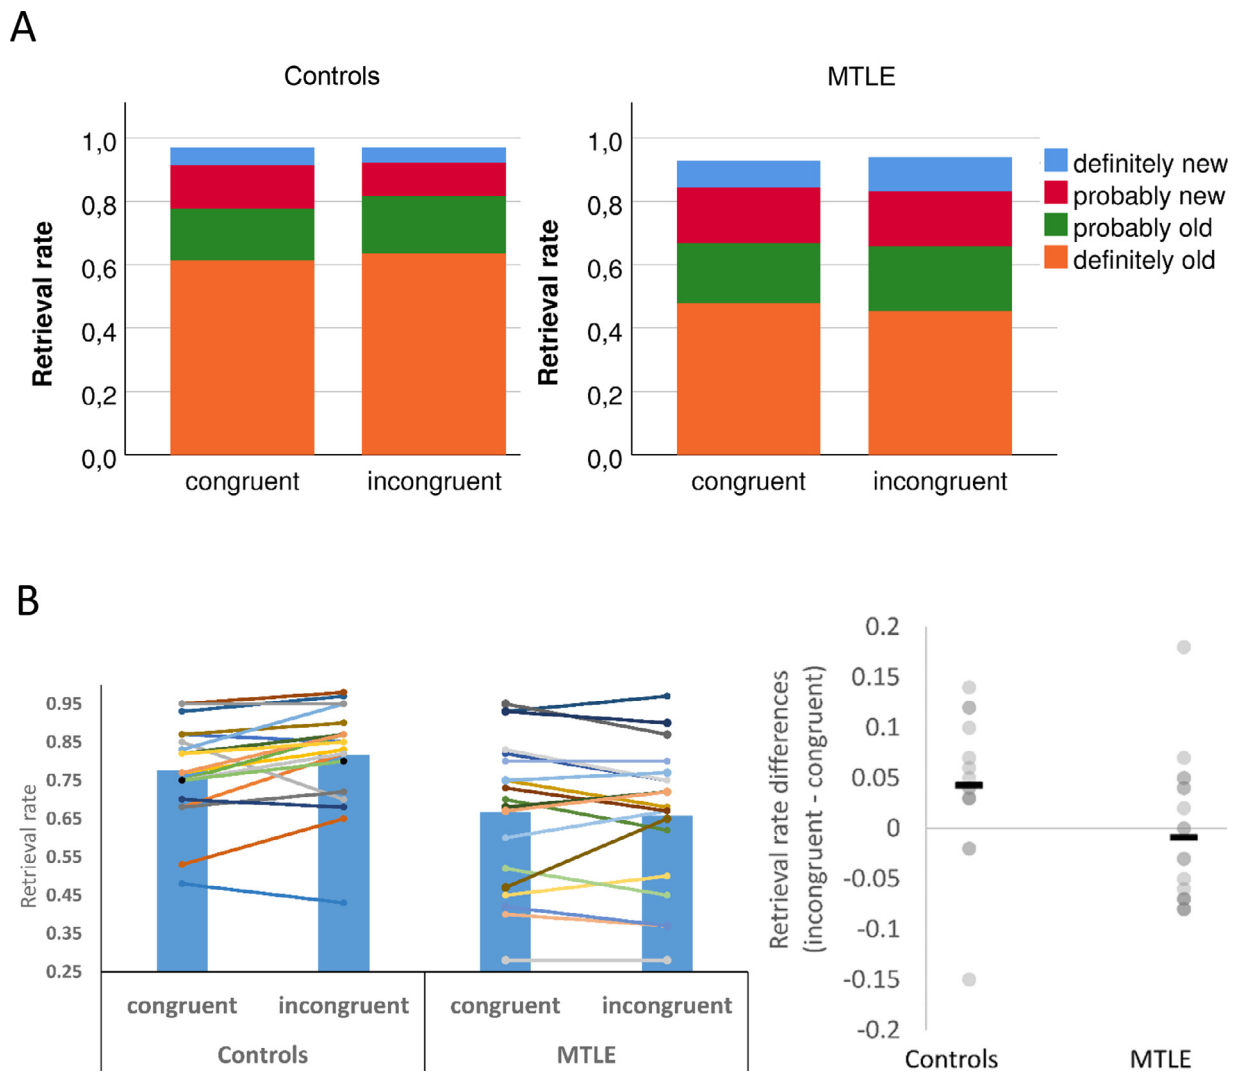 A
Controls
MTLE
1,0
0,8
0,6
0,4
0,2
0,0
Retrieval rate
congruent
incongruent
1,0
0,8
0,6
0,4
0,2
0,0
Retrieval rate
congruent
incongruent
definitely new
probably new
probably old
definitely old
B
0.95
0.85
0.75
0.65
0.55
0.45
0.35
0.25
Retrieval rate
congruent
incongruent
congruent
incongruent
Controls
MTLE
Retrieval rate differences
(incongruent - congruent)
0.2
0.15
0.1
0.05
0
-0.05
-0.1
-0.15
-0.2
Controls
MTLE